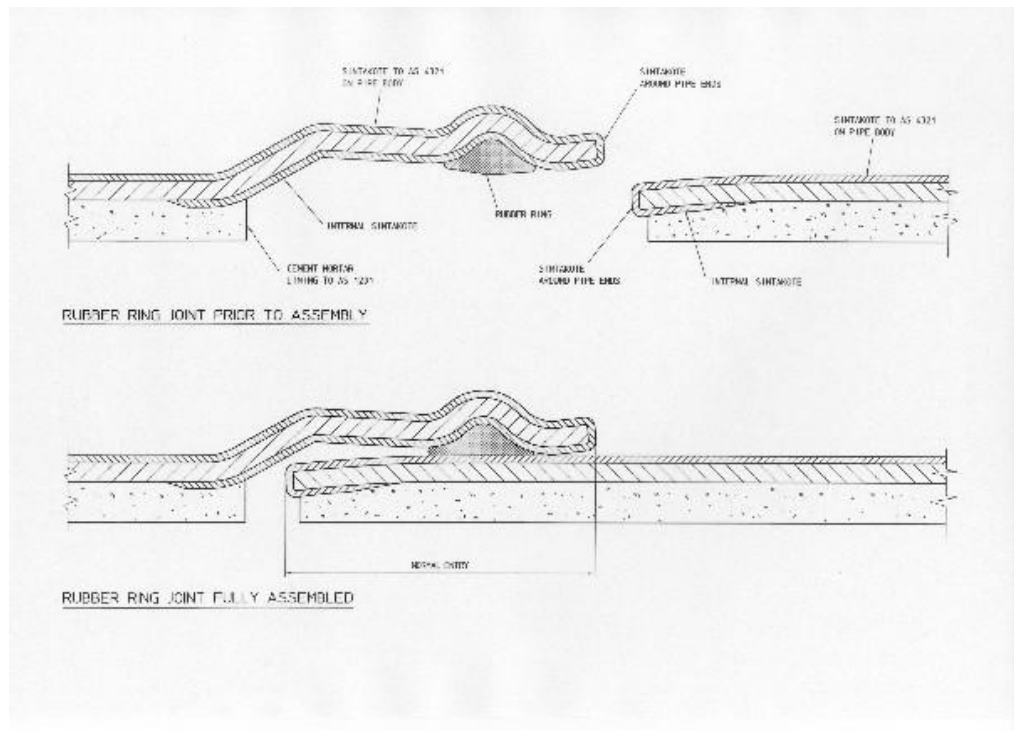 SINTAKOTE TO AS 4321
ON PIPE BODY
SINTAKOTE
AROUND PIPE ENDS
SINTAKOTE TO AS 4321
ON PIPE BODY
RUBBER RING
INTERNAL SINTAKOTE
CEMENT MORTAR
LINING TO AS 1281
SINTAKOTE
AROUND PIPE ENDS
INTERNAL SINTAKOTE
RUBBER RING JOINT PRIOR TO ASSEMBLY
NORMAL ENTRY
RUBBER RING JOINT FULLY ASSEMBLED